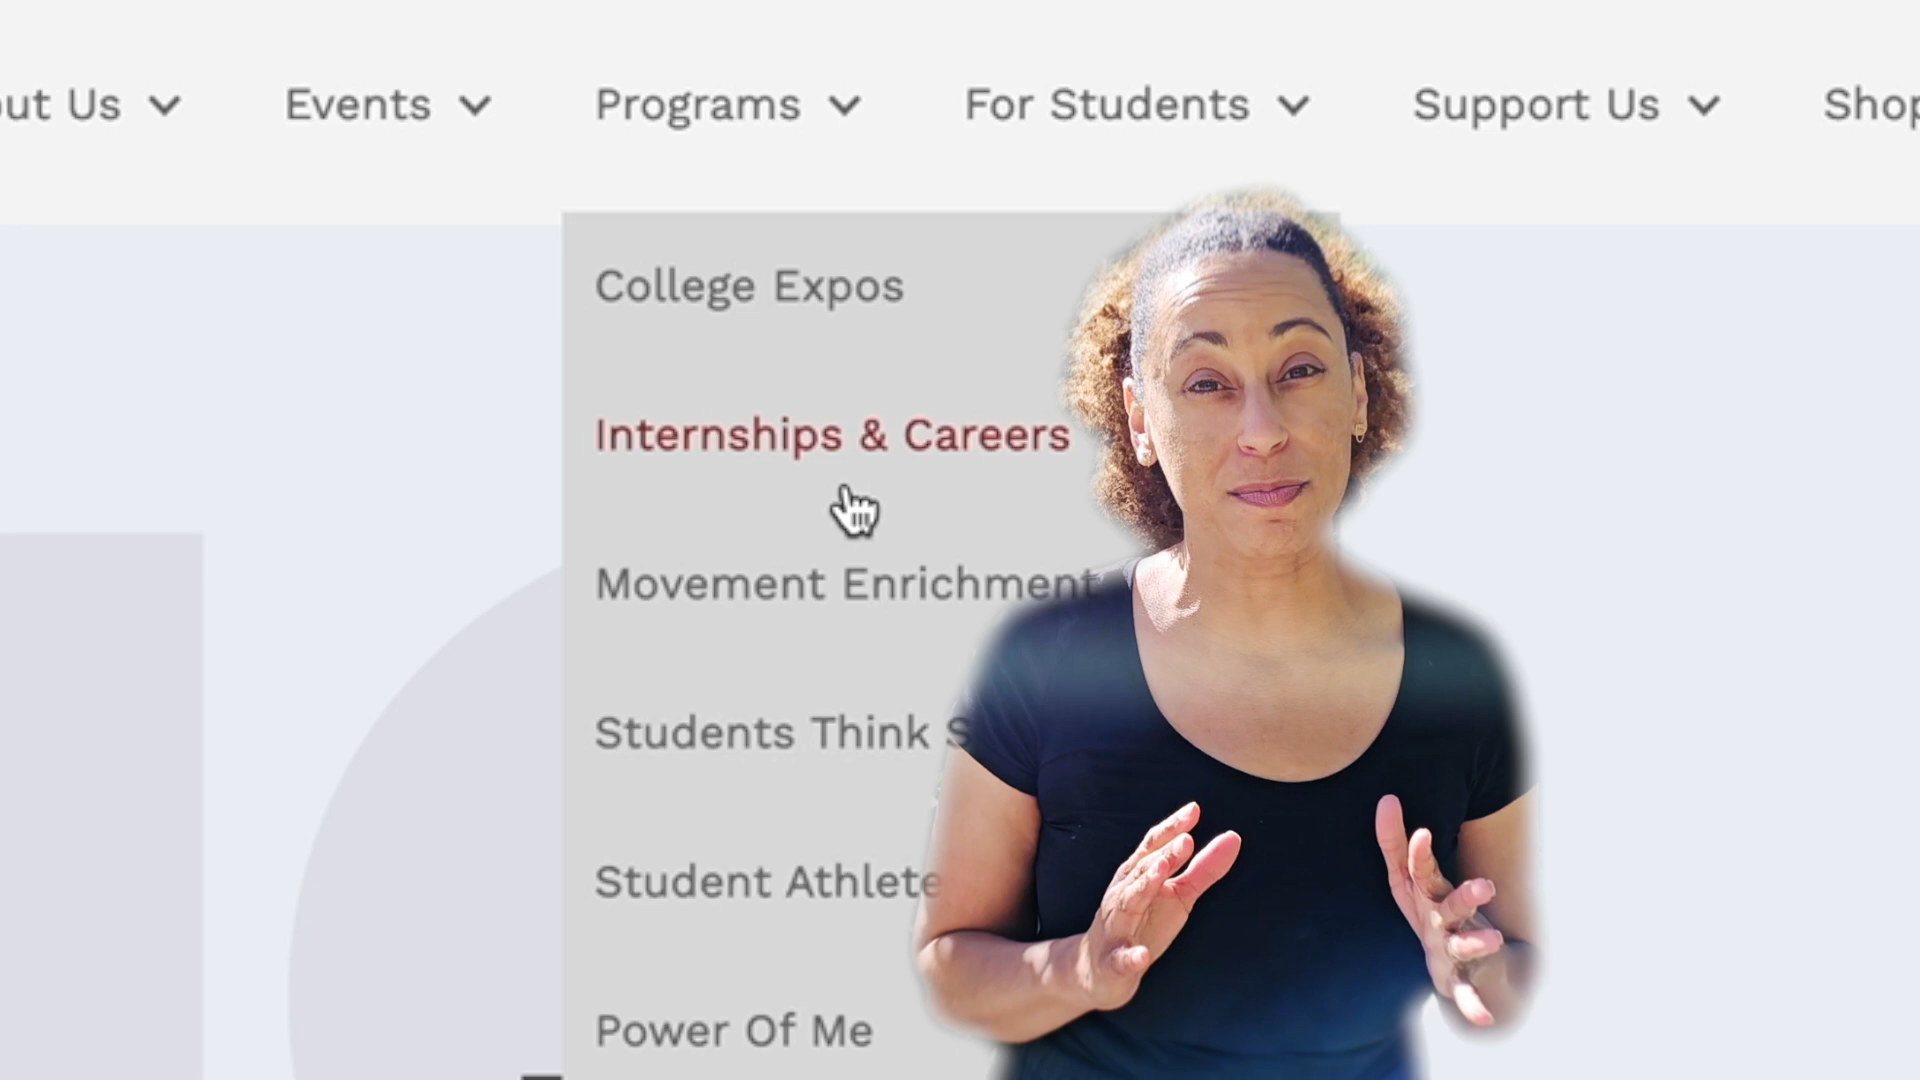 Us Events Programs For Students Support Us
College Expos
Internships & Careers
Movement Enrichment
Students Think
Student Athlete
Power Of Me